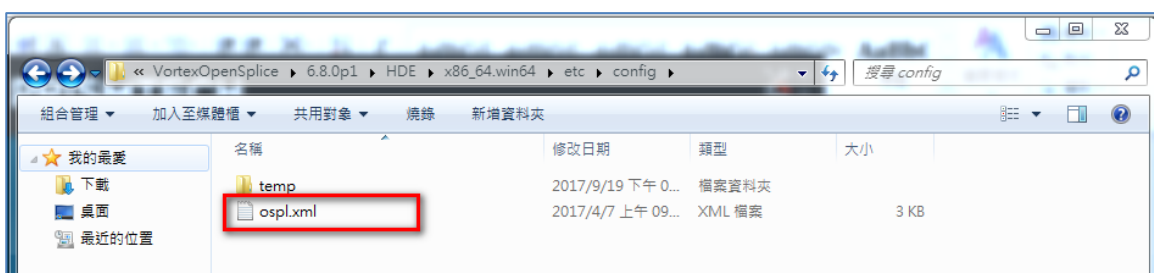 « VortexOpenSplice ▸ 6.8.0p1 ▸ HDE ▸ x86_64.win64 ▸ etc ▸ config ▸ 搜尋 config
組合管理 ▼ 加入至媒體櫃 ▼ 共用對象 ▼ 燒錄 新增資料夾
我的最愛 名稱 修改日期 類型 大小
下載 temp 2017/9/19 下午 0... 檔案資料夾
桌面 ospl.xml 2017/4/7 上午 09... XML 檔案 3 KB
最近的位置